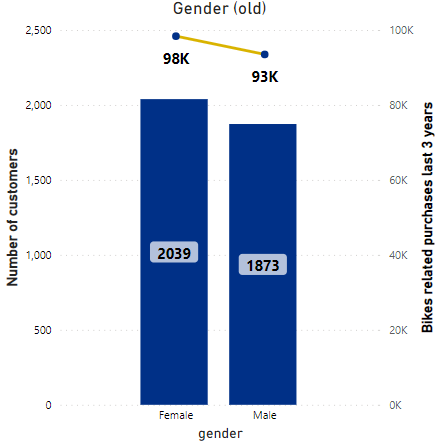 Gender (old)
2,500
2,000
1,500
1,000
500
0
Number of customers
98K
93K
2039
1873
100K
80K
60K
40K
20K
0K
Bikes related purchases last 3 years
Female
Male
gender